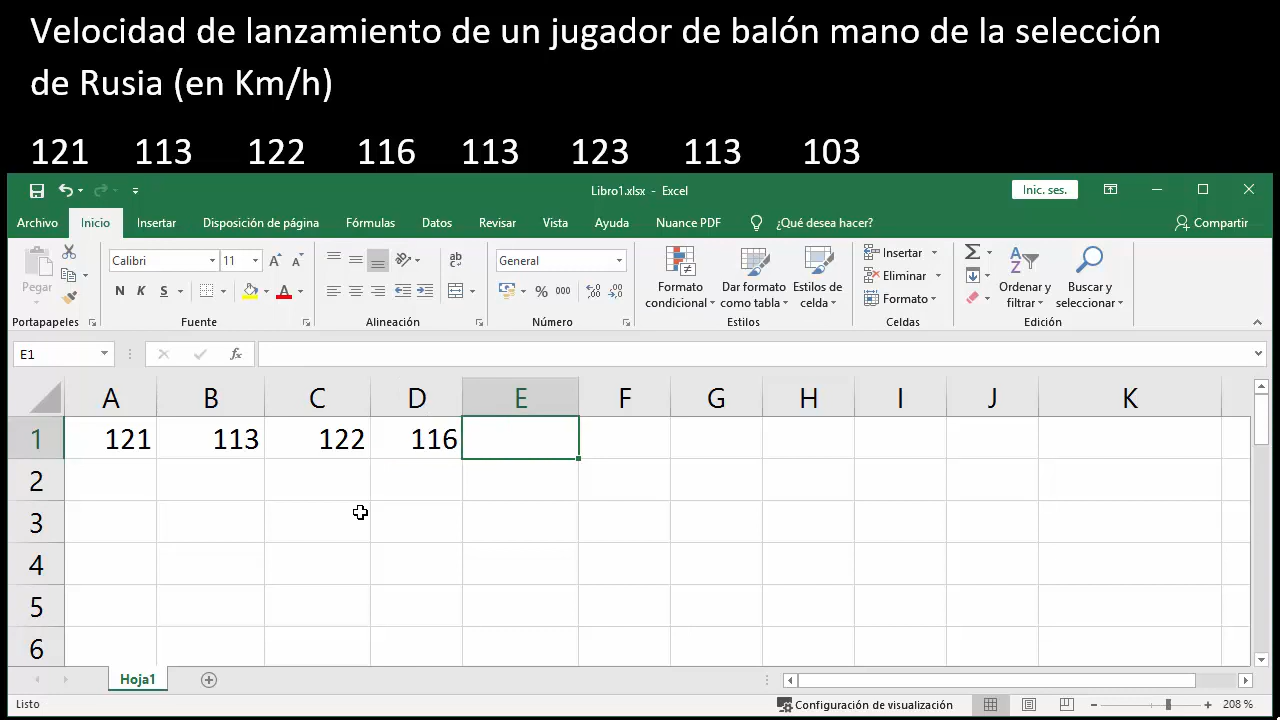 Velocidad de lanzamiento de un jugador de balón mano de la selección
de Rusia (en Km/h)
121 113 122 116 113 123 113 103
Libro1.xlsx - Excel
Inic. ses.
Archivo Inicio Insertar Disposición de página Fórmulas Datos Revisar Vista Ayuda Nuance PDF ¿Qué desea hacer? Compartir
Pegar
Calibri 11
N K S
General
% 000
Formato condicional
Dar formato como tabla
Estilos de celda
Insertar
Eliminar
Formato
Ordenar y filtrar
Buscar y seleccionar
Portapapeles Fuente Alineación Número Estilos Celdas Edición
E1 fx
A B C D E F G H I J K
1 121 113 122 116
2
3
4
5
6
Hoja1
Listo Configuración de visualización 208 %